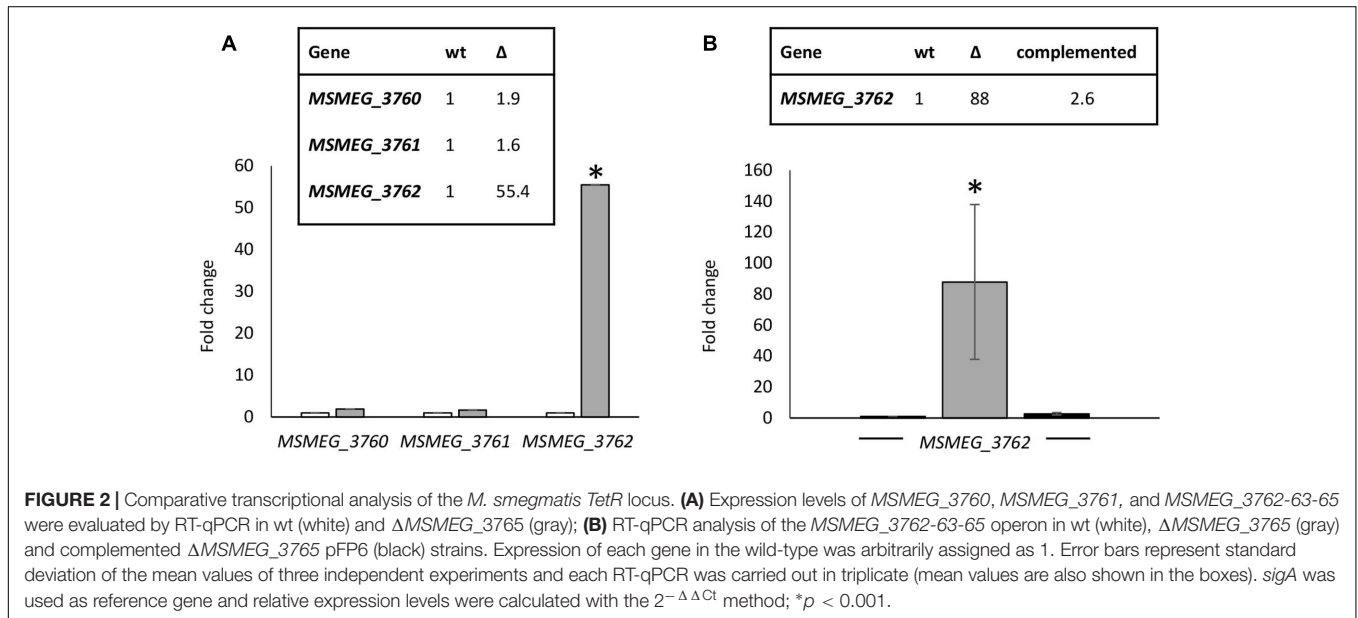 A
Gene wt Δ
MSMEG_3760 1 1.9
MSMEG_3761 1 1.6
MSMEG_3762 1 55.4
60
50
40
30
20
10
0
Fold change
*
MSMEG_3760 MSMEG_3761 MSMEG_3762
B
Gene wt Δ complemented
MSMEG_3762 1 88 2.6
160
140
120
100
80
60
40
20
0
Fold change
*
MSMEG_3762
FIGURE 2 | Comparative transcriptional analysis of the M. smegmatis TetR locus. (A) Expression levels of MSMEG_3760, MSMEG_3761, and MSMEG_3762-63-65
were evaluated by RT-qPCR in wt (white) and ΔMSMEG_3765 (gray); (B) RT-qPCR analysis of the MSMEG_3762-63-65 operon in wt (white), ΔMSMEG_3765 (gray)
and complemented ΔMSMEG_3765 pFP6 (black) strains. Expression of each gene in the wild-type was arbitrarily assigned as 1. Error bars represent standard
deviation of the mean values of three independent experiments and each RT-qPCR was carried out in triplicate (mean values are also shown in the boxes). sigA was
used as reference gene and relative expression levels were calculated with the 2−ΔΔCt method; *p < 0.001.